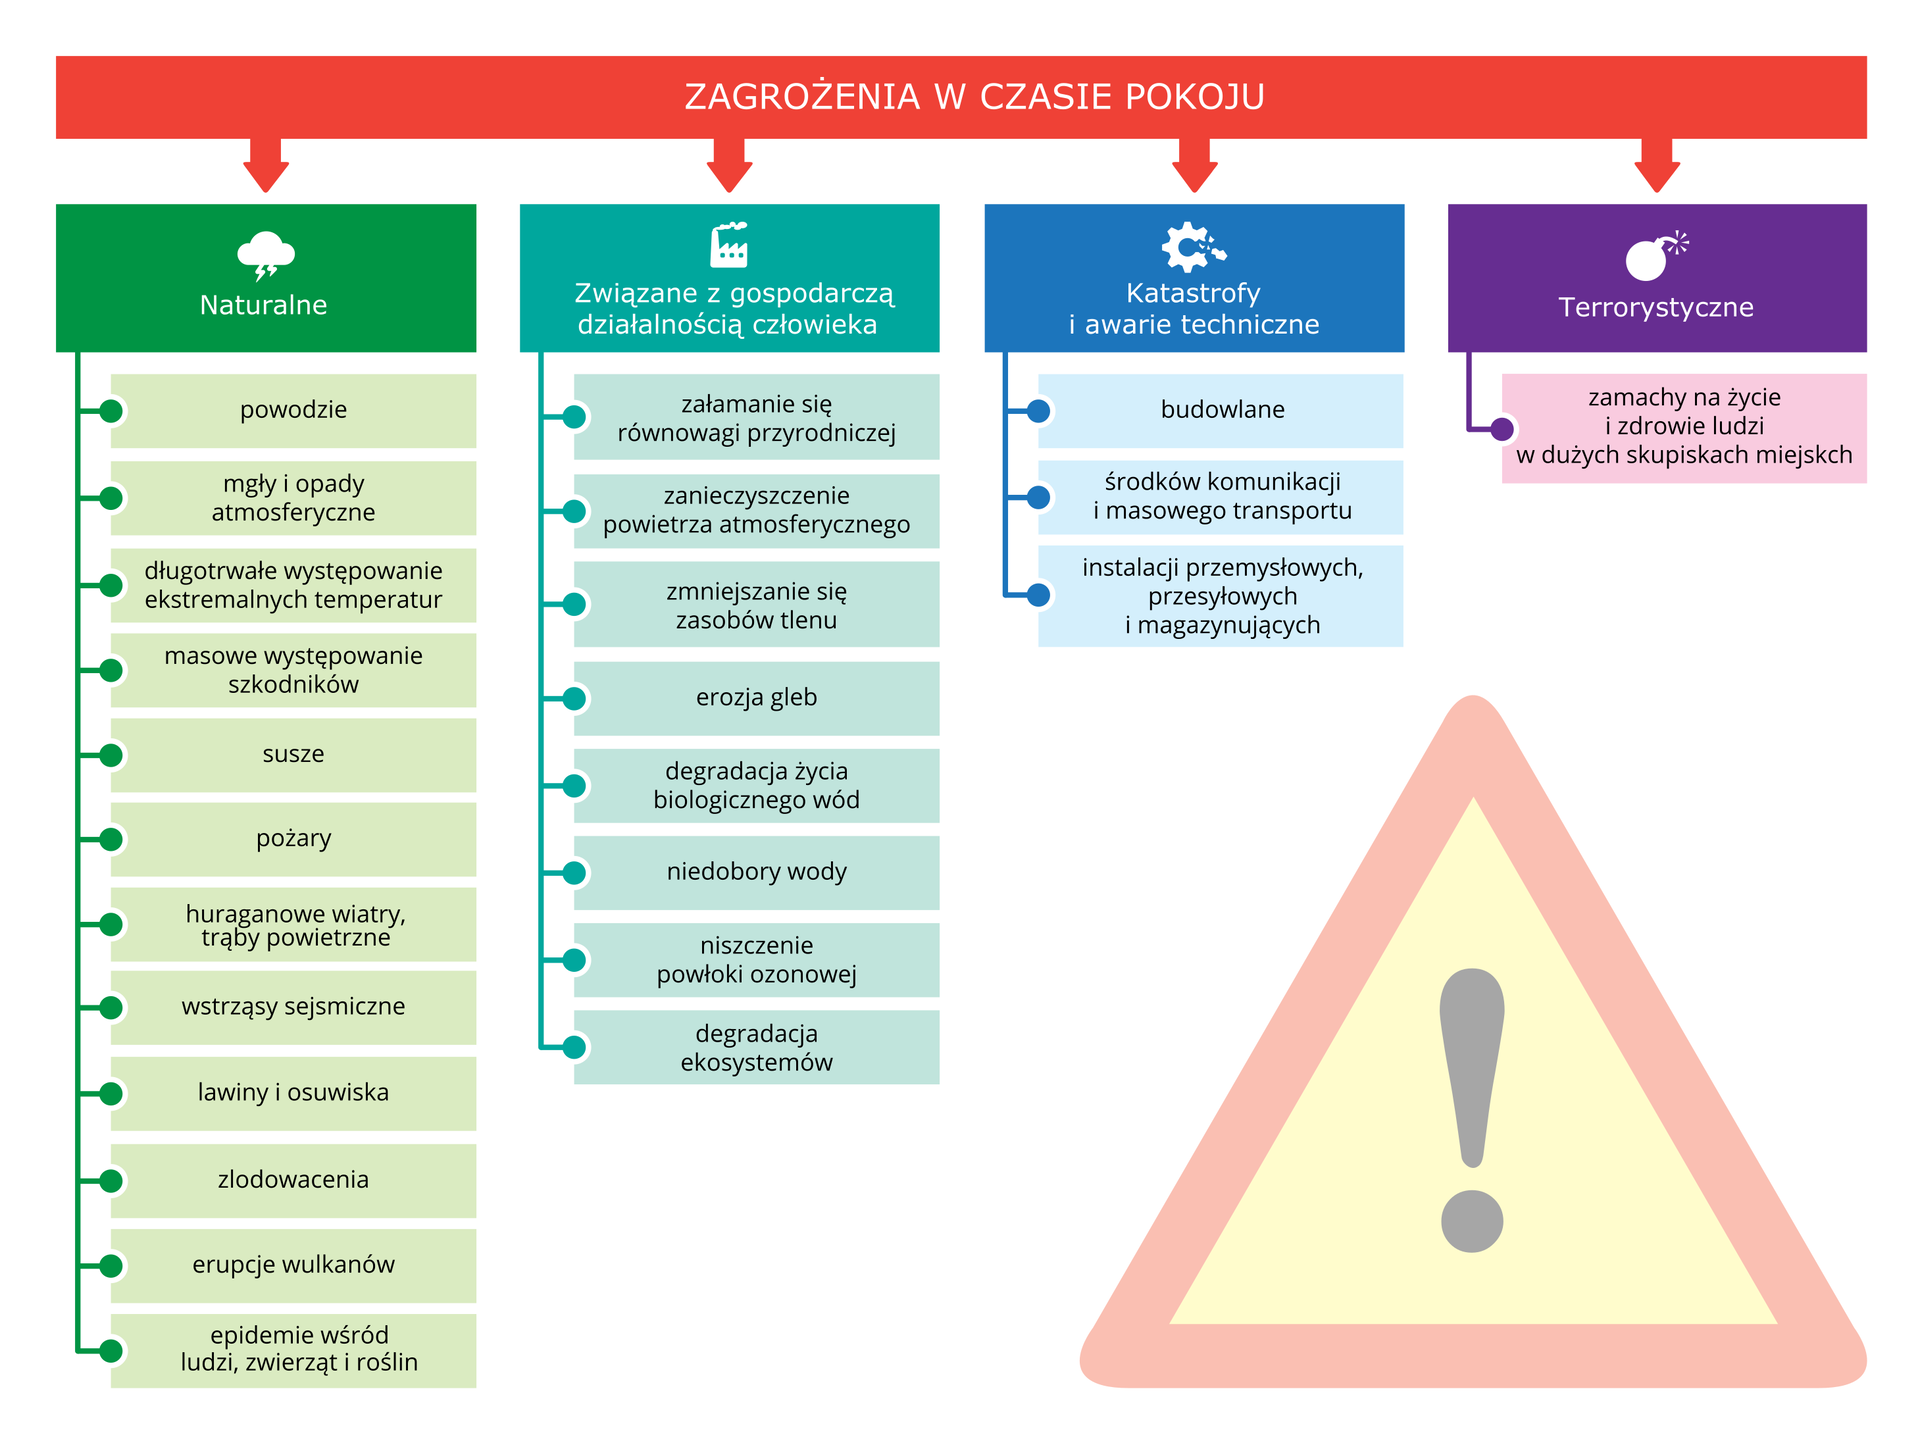 ZAGROŻENIA W CZASIE POKOJU
Naturalne
powodzie
mgły i opady
atmosferyczne
długotrwałe występowanie
ekstremalnych temperatur
masowe występowanie
szkodników
susze
pożary
huraganowe wiatry,
trąby powietrzne
wstrząsy sejsmiczne
lawiny i osuwiska
zlodowacenia
erupcje wulkanów
epidemie wśród
ludzi, zwierząt i roślin
Związane z gospodarczą
działalnością człowieka
załamanie się
równowagi przyrodniczej
zanieczyszczenie
powietrza atmosferycznego
zmniejszanie się
zasobów tlenu
erozja gleb
degradacja życia
biologicznego wód
niedobory wody
niszczenie
powłoki ozonowej
degradacja
ekosystemów
Katastrofy
i awarie techniczne
budowlane
środków komunikacji
i masowego transportu
instalacji przemysłowych,
przesyłowych
i magazynujących
Terrorystyczne
zamachy na życie
i zdrowie ludzi
w dużych skupiskach miejskch
!